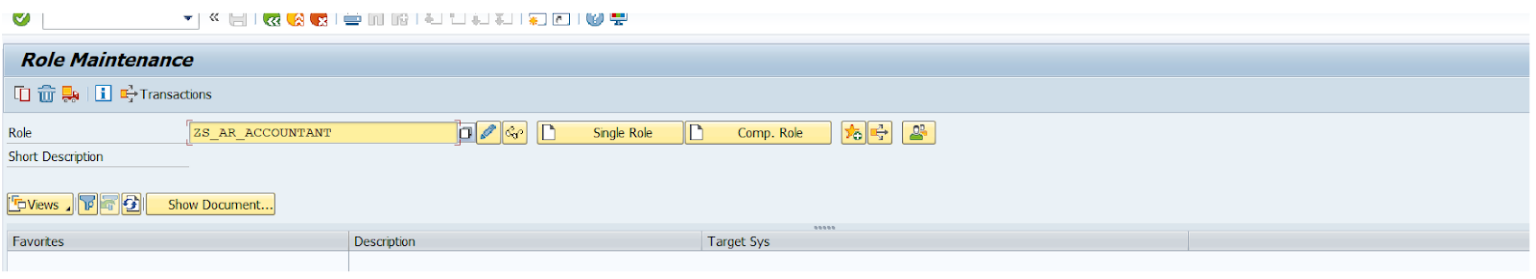 Role Maintenance
Transactions
Role ZS_AR_ACCOUNTANT Single Role Comp. Role
Short Description
Views Show Document...
Favorites Description Target Sys